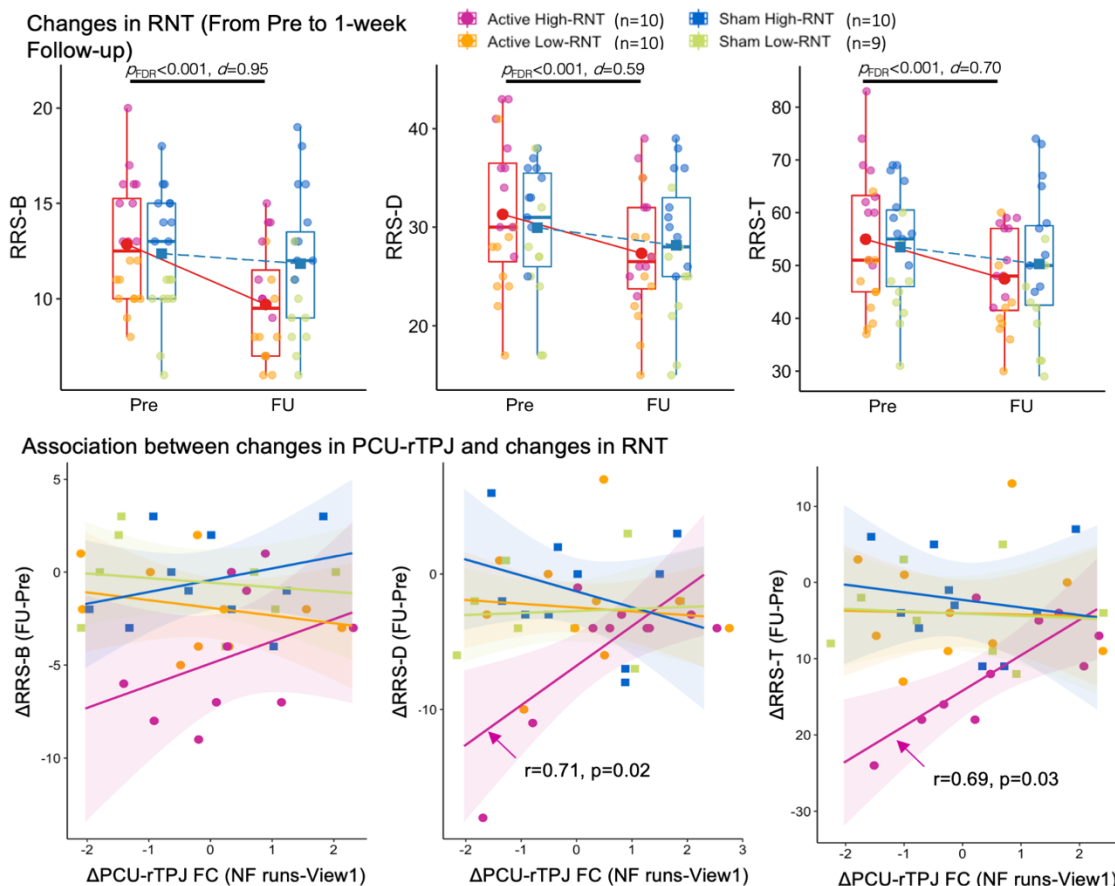 Changes in RNT (From Pre to 1-week
Follow-up)
Active High-RNT (n=10)
Sham High-RNT (n=10)
Active Low-RNT (n=10)
Sham Low-RNT (n=9)
pFDR<0.001, d=0.95
pFDR<0.001, d=0.59
pFDR<0.001, d=0.70
RRS-B
20
15
10
Pre
FU
RRS-D
40
30
20
Pre
FU
RRS-T
80
70
60
50
40
30
Pre
FU
Association between changes in PCU-rTPJ and changes in RNT
ΔRRS-B (FU-Pre)
5
-0
-5
-10
-2
-1
0
1
2
ΔPCU-rTPJ FC (NF runs-View1)
ΔRRS-D (FU-Pre)
-0
-10
r=0.71, p=0.02
-2
-1
0
1
2
3
ΔPCU-rTPJ FC (NF runs-View1)
ΔRRS-T (FU-Pre)
10
-0
-10
20
-30
r=0.69, p=0.03
-2
-1
0
1
2
ΔPCU-rTPJ FC (NF runs-View1)